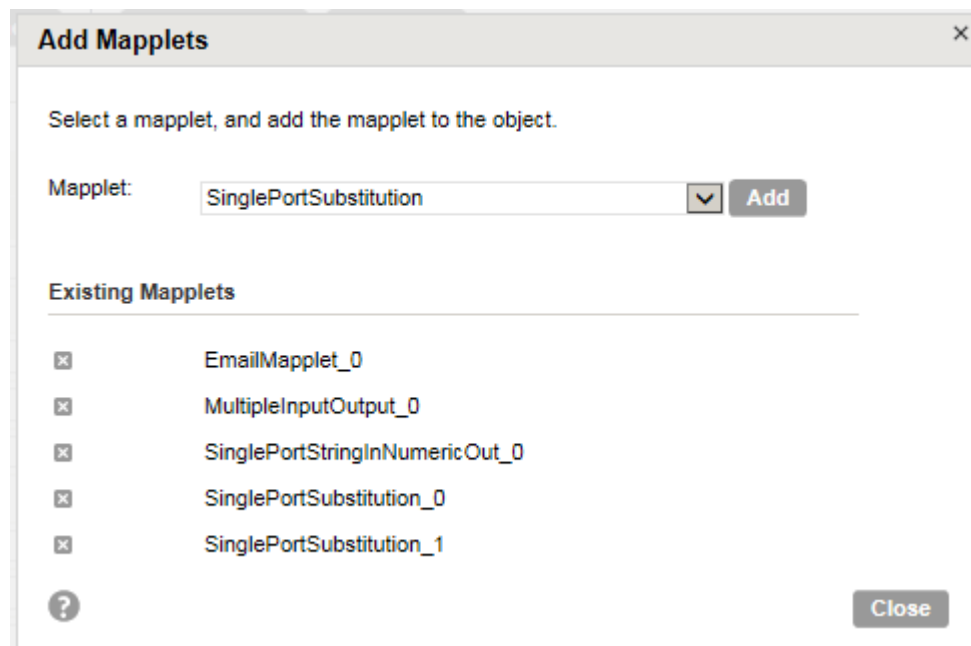 Add Mapplets
Select a mapplet, and add the mapplet to the object.
Mapplet: SinglePortSubstitution Add
Existing Mapplets
EmailMapplet_0
MultipleInputOutput_0
SinglePortStringInNumericOut_0
SinglePortSubstitution_0
SinglePortSubstitution_1
? Close